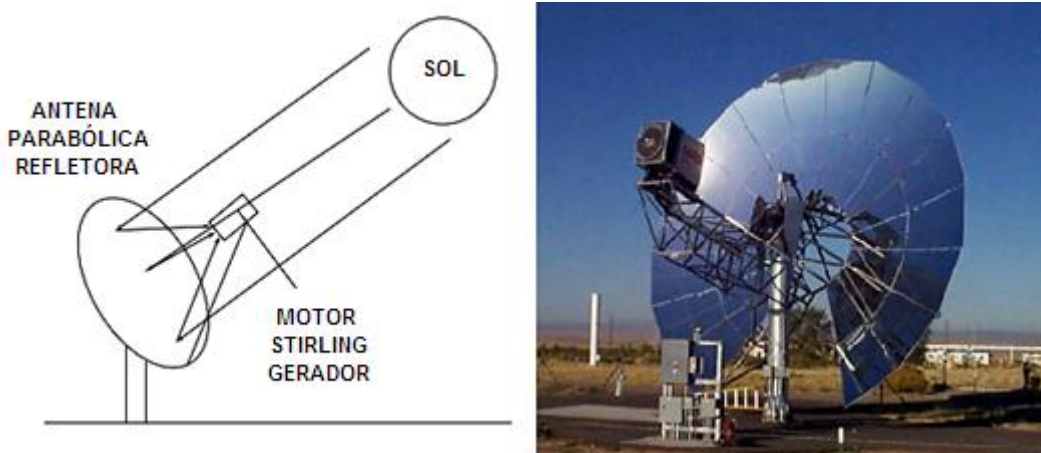 SOL
ANTENA
PARABÓLICA
REFLETORA
MOTOR
STIRLING
GERADOR